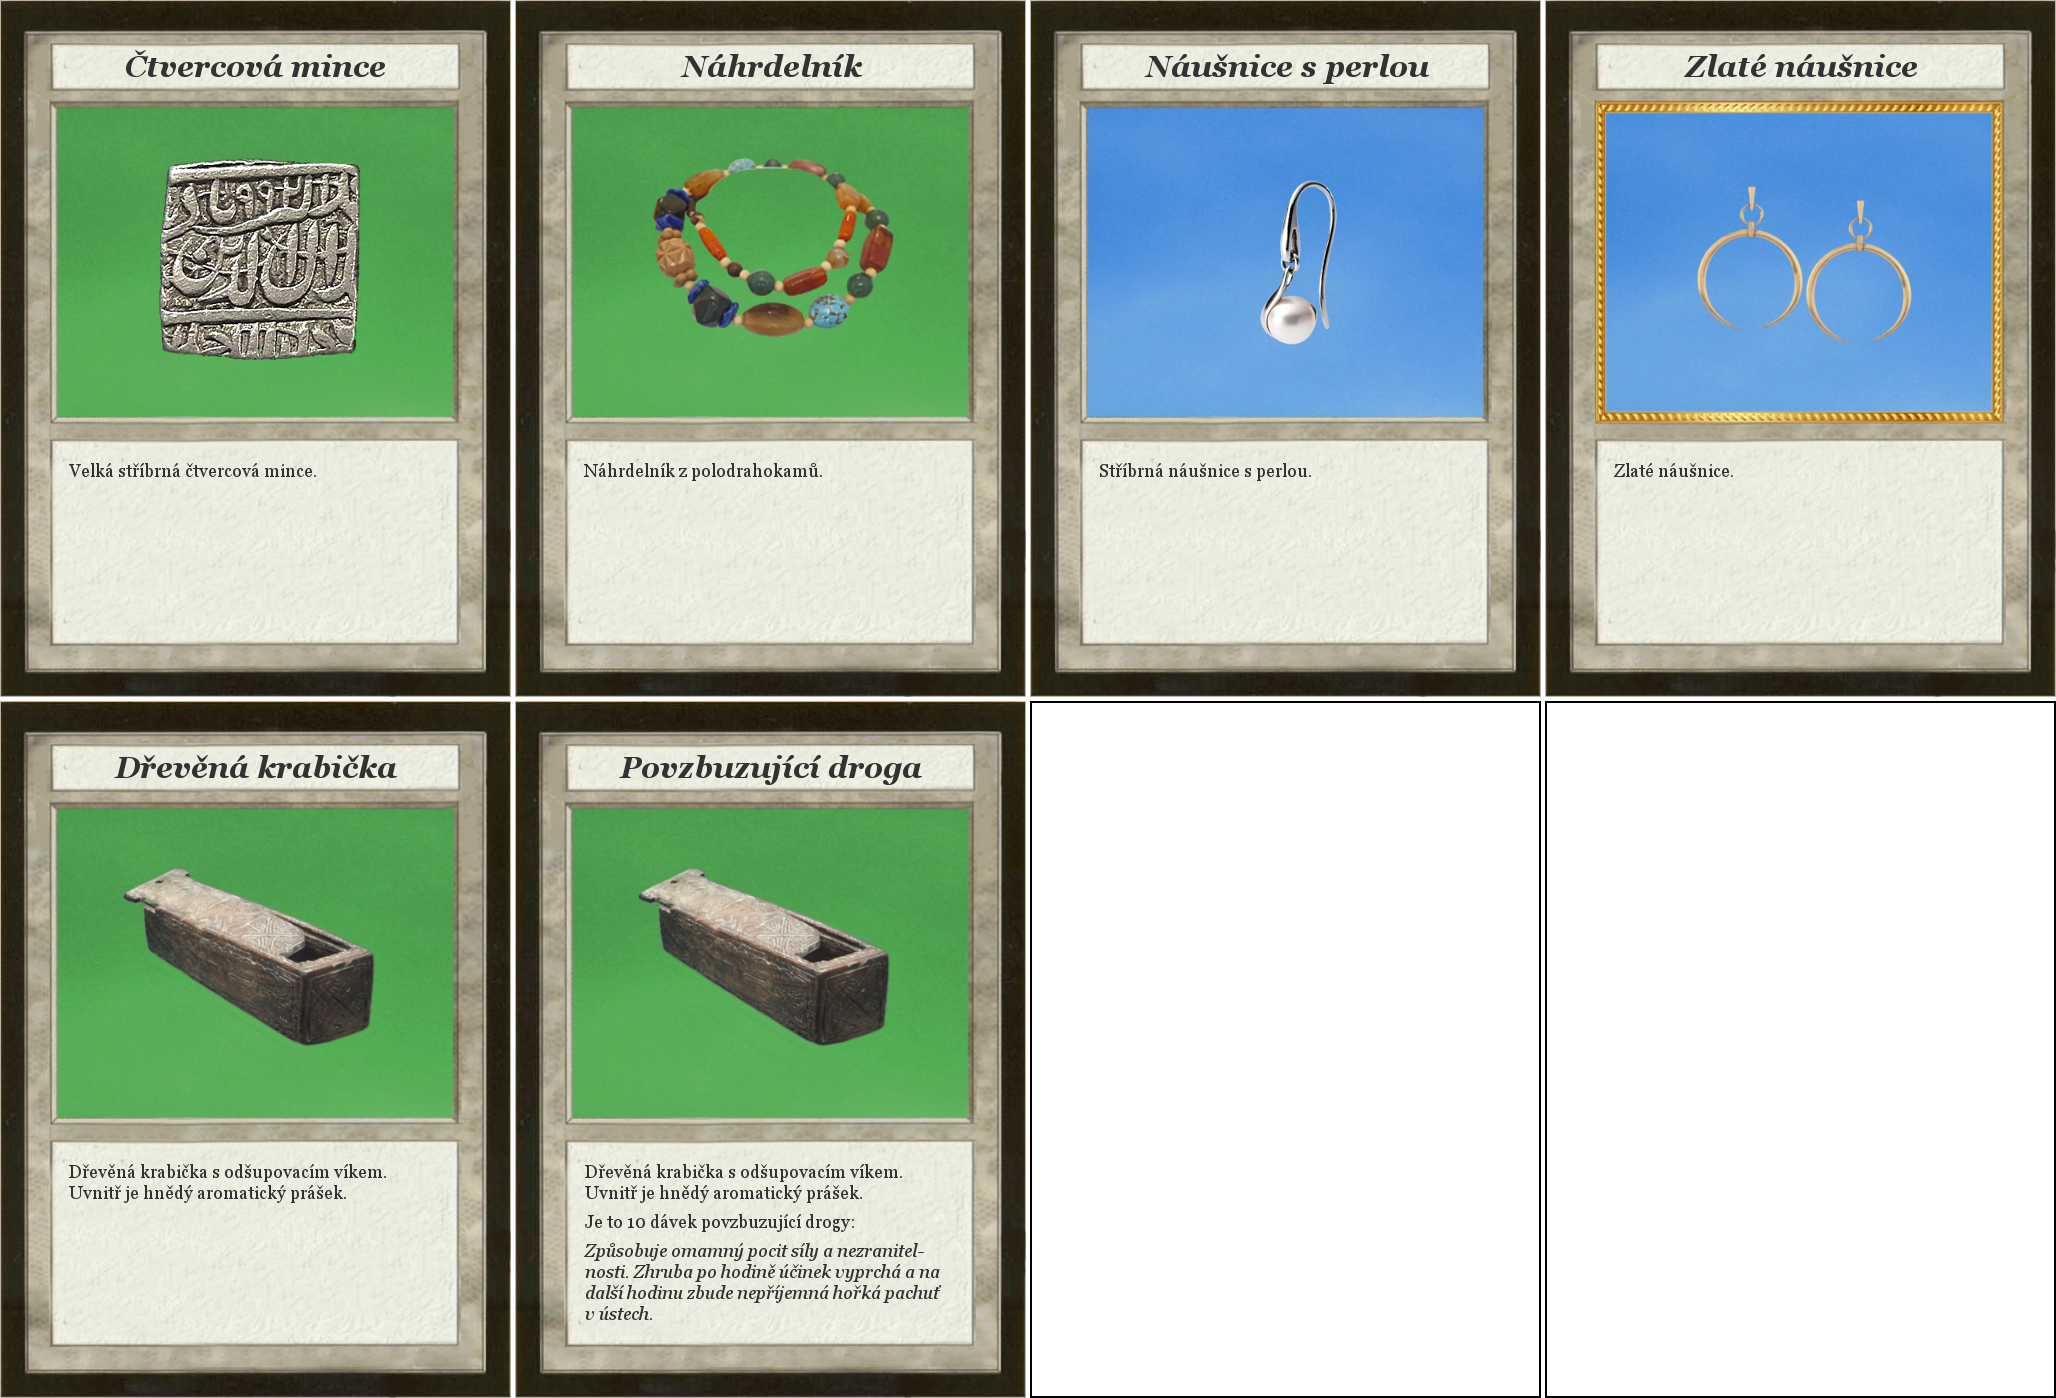 Čtvercová mince
Velká stříbrná čtvercová mince.
Náhrdelník
Náhrdelník z polodrahokamů.
Náušnice s perlou
Stříbrná náušnice s perlou.
Zlaté náušnice
Zlaté náušnice.
Dřevěná krabička
Dřevěná krabička s odšupovacím víkem.
Uvnitř je hnědý aromatický prášek.
Povzbuzující droga
Dřevěná krabička s odšupovacím víkem.
Uvnitř je hnědý aromatický prášek.
Je to 10 dávek povzbuzující drogy:
Způsobuje omamný pocit síly a nezranitel-
nosti. Zhruba po hodině účinek vyprchá a na
další hodinu zbude nepříjemná hořká pachuť
v ústech.